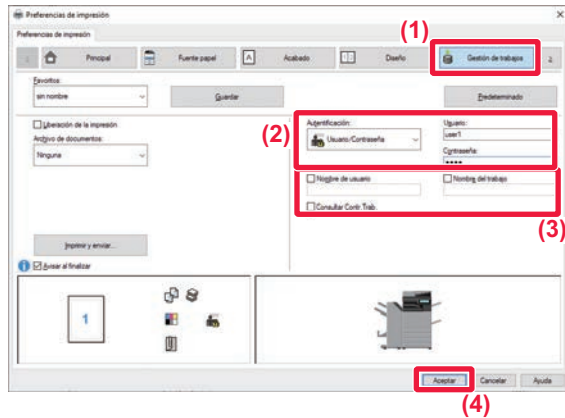 Preferencias de impresión
Preferencias de impresión
(1)
Principal
Fuente papel
A
Acabado
1 2
Diseño
Gestión de trabajos
Favoritos:
sin nombre
Guardar
Predeterminado
Liberación de la impresión
Archivo de documentos:
Ninguna
(2)
Autentificación:
Usuario/Contraseña
Usuario:
user1
Contraseña:
••••
Nombre de usuario
Nombre del trabajo
Consultar Contr. Trab.
(3)
Imprimir y enviar...
Avisar al finalizar
1
Aceptar
Cancelar
Ayuda
(4)